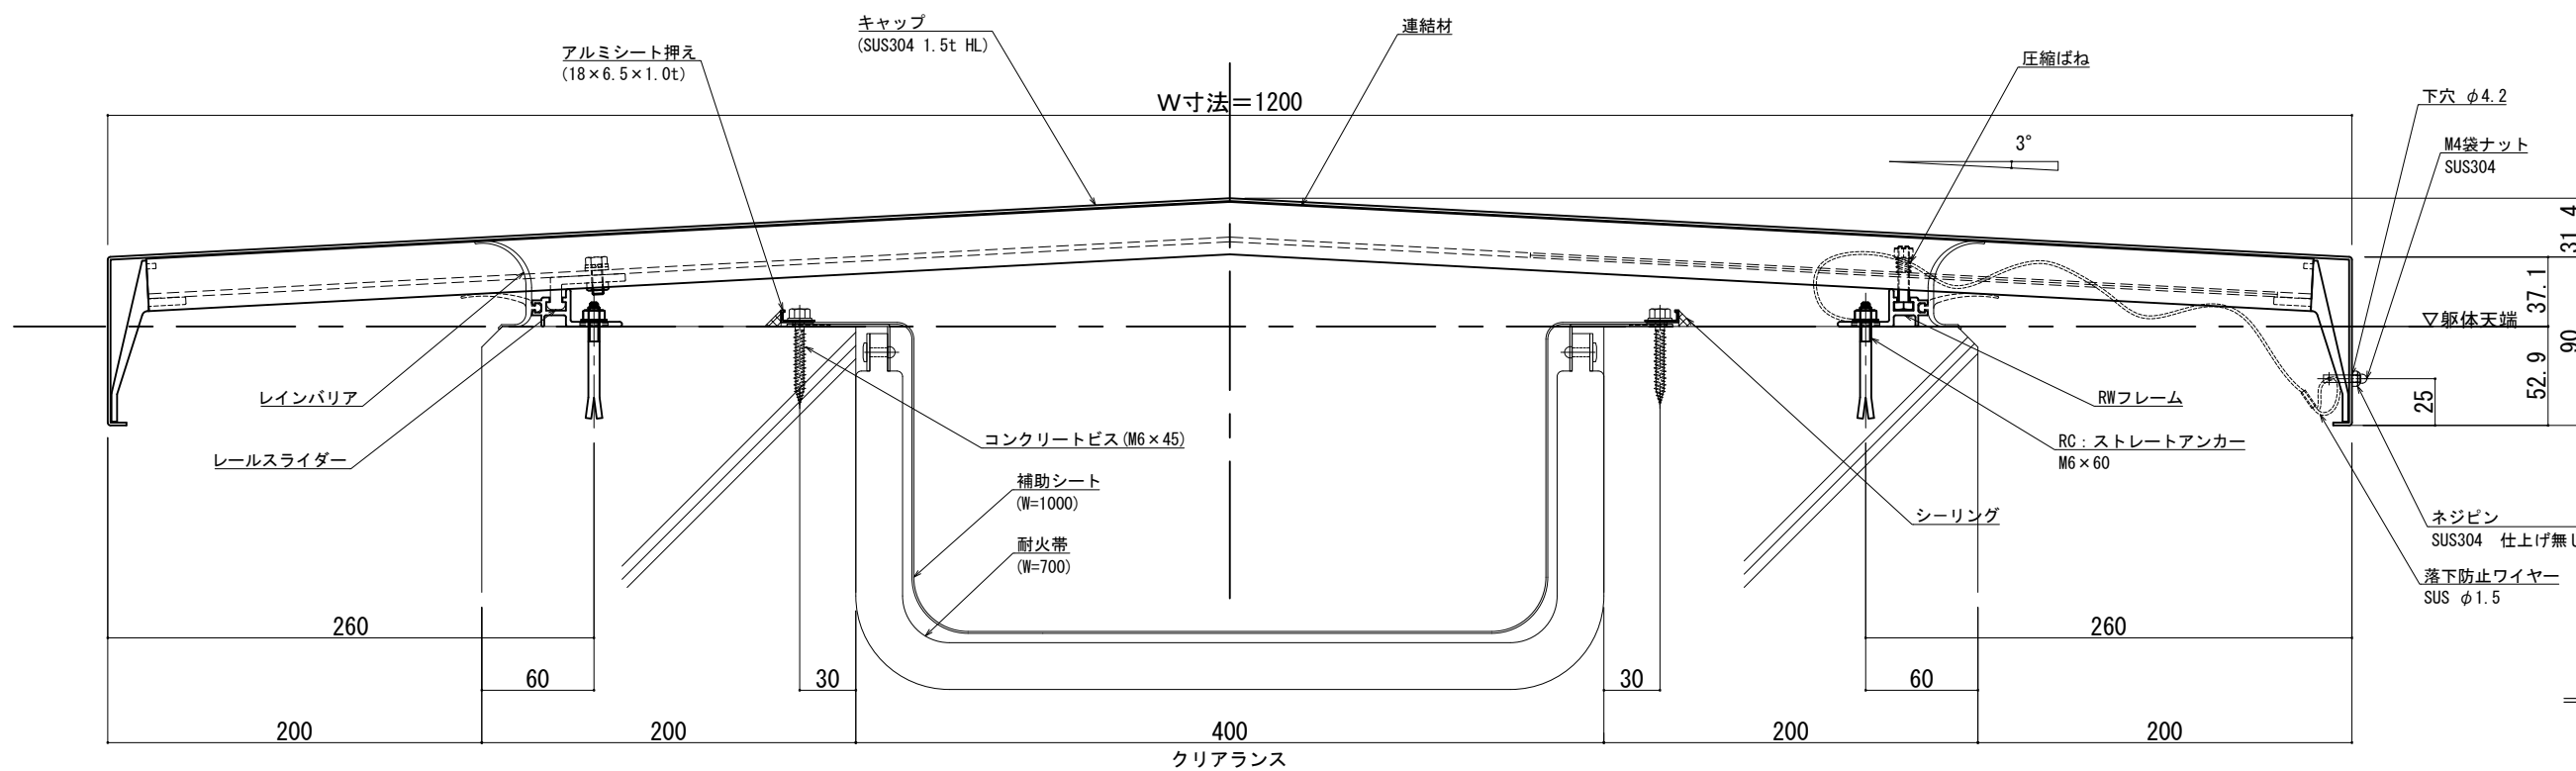 キャップ
(SUS304 1.5t HL)
連結材
アルミシート押え
(18×6.5×1.0t)
圧縮ばね
W寸法=1200
下穴 φ4.2
M4袋ナット
SUS304
3°
31.4
37.1
▽躯体天端
90
52.9
25
レインバリア
RWフレーム
レールスライダー
コンクリートビス(M6×45)
RC:ストレートアンカー
M6×60
補助シート
(W=1000)
シーリング
ネジピン
SUS304 仕上げ無し
耐火帯
(W=700)
落下防止ワイヤー
SUS φ1.5
260
260
60
30
30
60
200
200
400
200
200
クリアランス